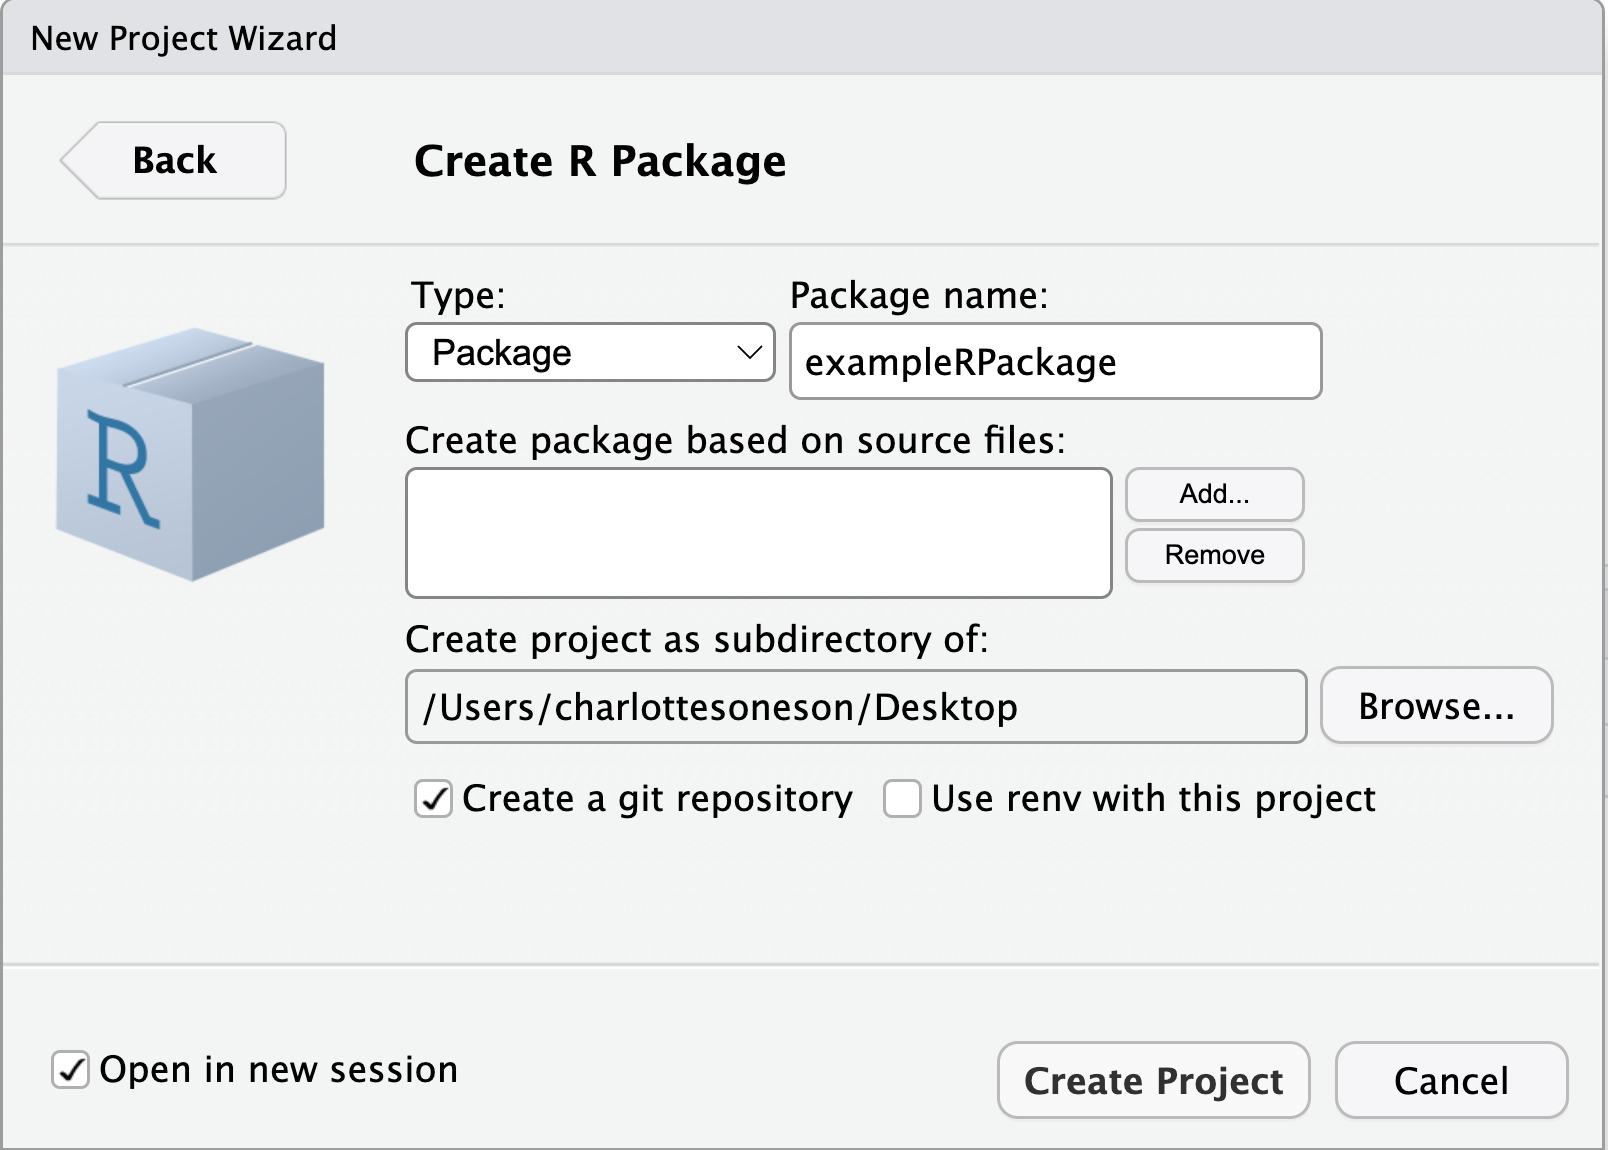 New Project Wizard
Back
Create R Package
Type: Package name:
Package exampleRPackage
Create package based on source files:
R
Add...
Remove
Create project as subdirectory of:
/Users/charlottesoneson/Desktop Browse...
Create a git repository Use renv with this project
Open in new session
Create Project Cancel